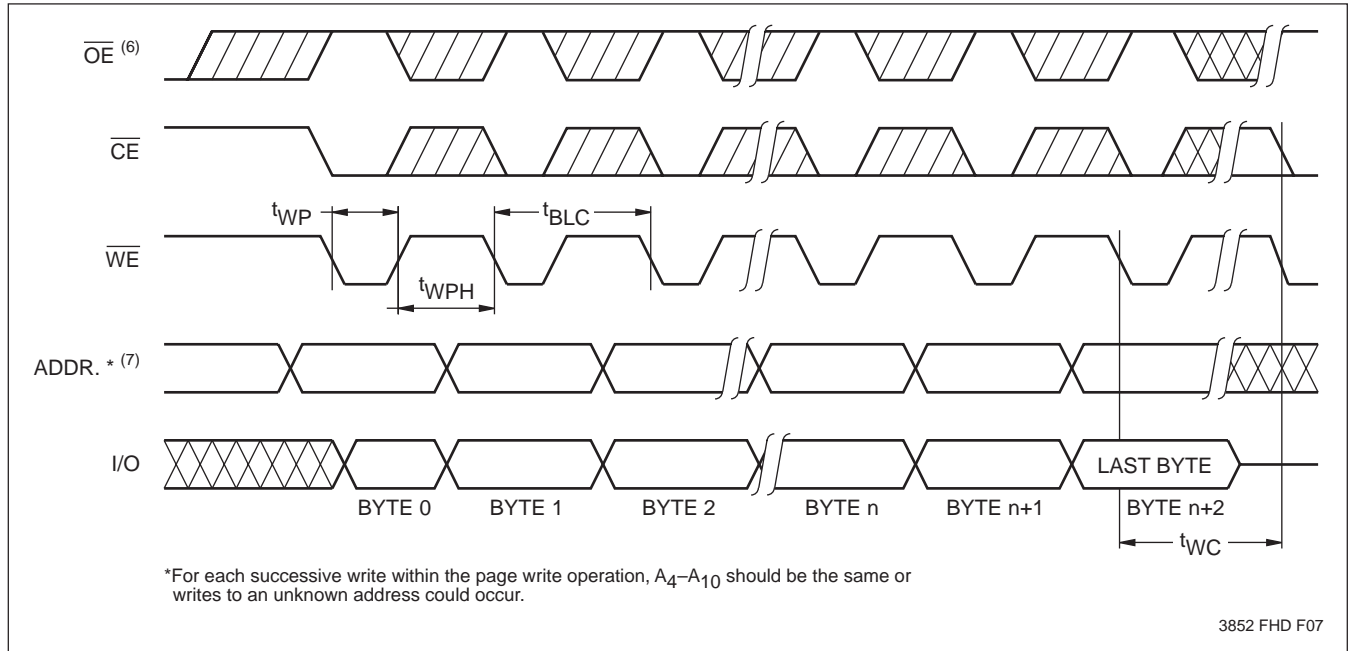 OE (6)
CE
tWP
tBLC
WE
tWPH
ADDR. * (7)
I/O
LAST BYTE
BYTE 0 BYTE 1 BYTE 2 BYTE n BYTE n+1 BYTE n+2
tWC
*For each successive write within the page write operation, A4–A10 should be the same or
writes to an unknown address could occur.
3852 FHD F07